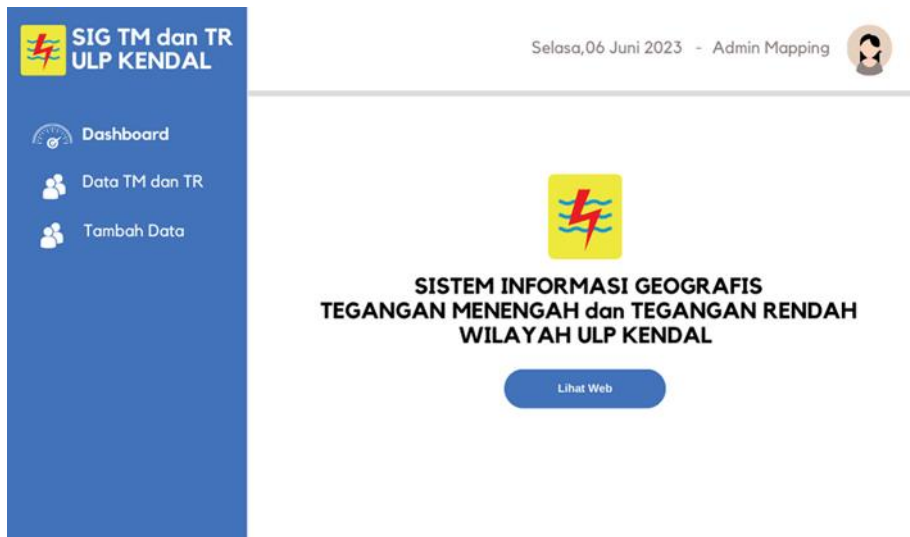 SIG TM dan TR
ULP KENDAL
Selasa,06 Juni 2023 - Admin Mapping
Dashboard
Data TM dan TR
Tambah Data
SISTEM INFORMASI GEOGRAFIS
TEGANGAN MENENGAH dan TEGANGAN RENDAH
WILAYAH ULP KENDAL
Lihat Web